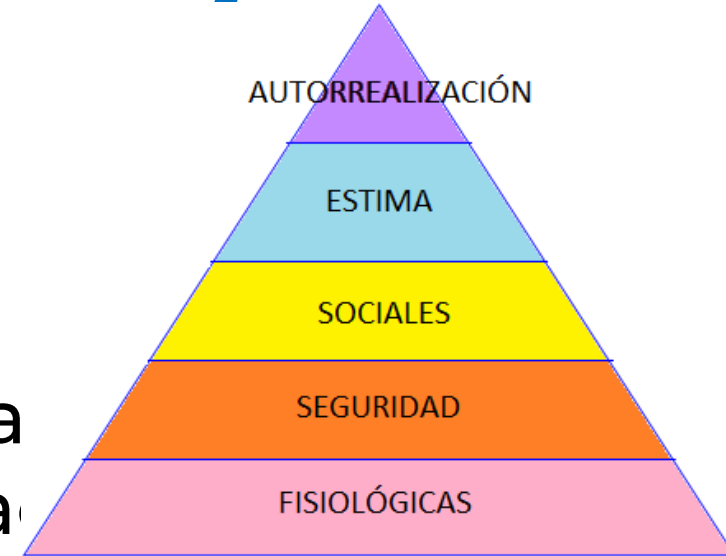 AUTORREALIZACIÓN
ESTIMA
SOCIALES
a
SEGURIDAD
a
FISIOLÓGICAS